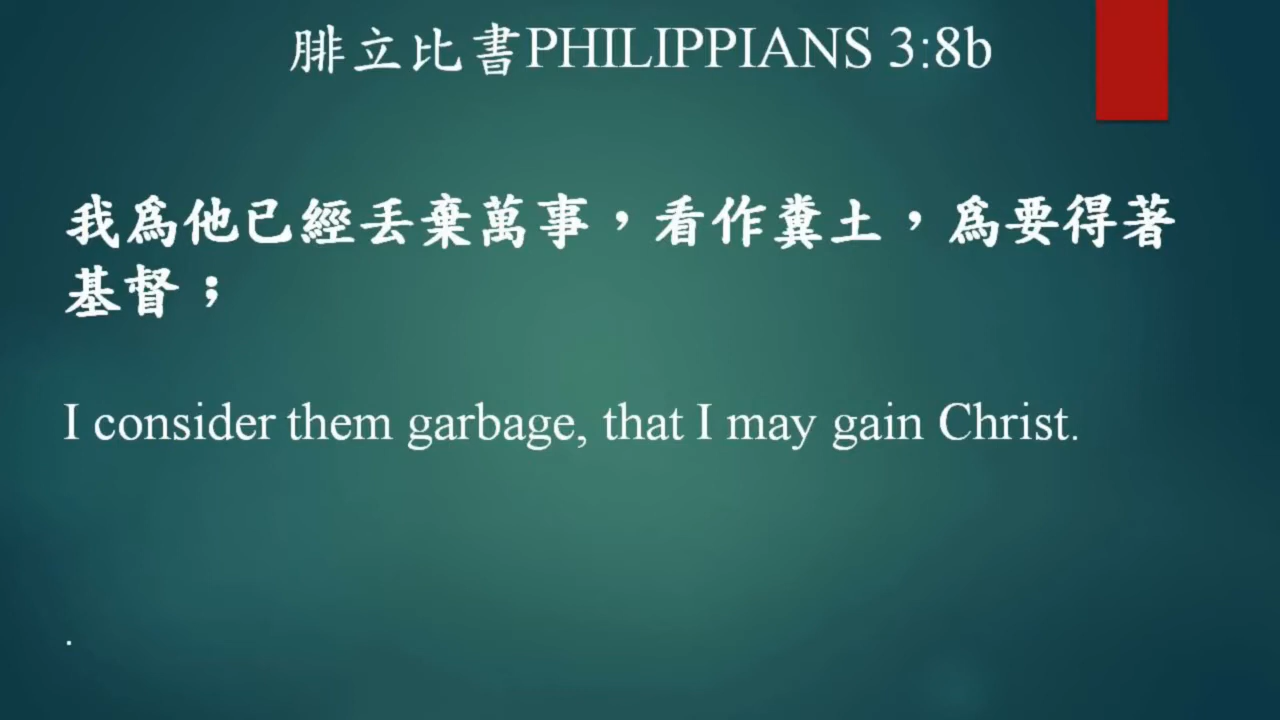 腓立比書PHILIPPIANS 3:8b
我爲他已經丟棄萬事，看作糞土，爲要得著
基督；
I consider them garbage, that I may gain Christ.
.